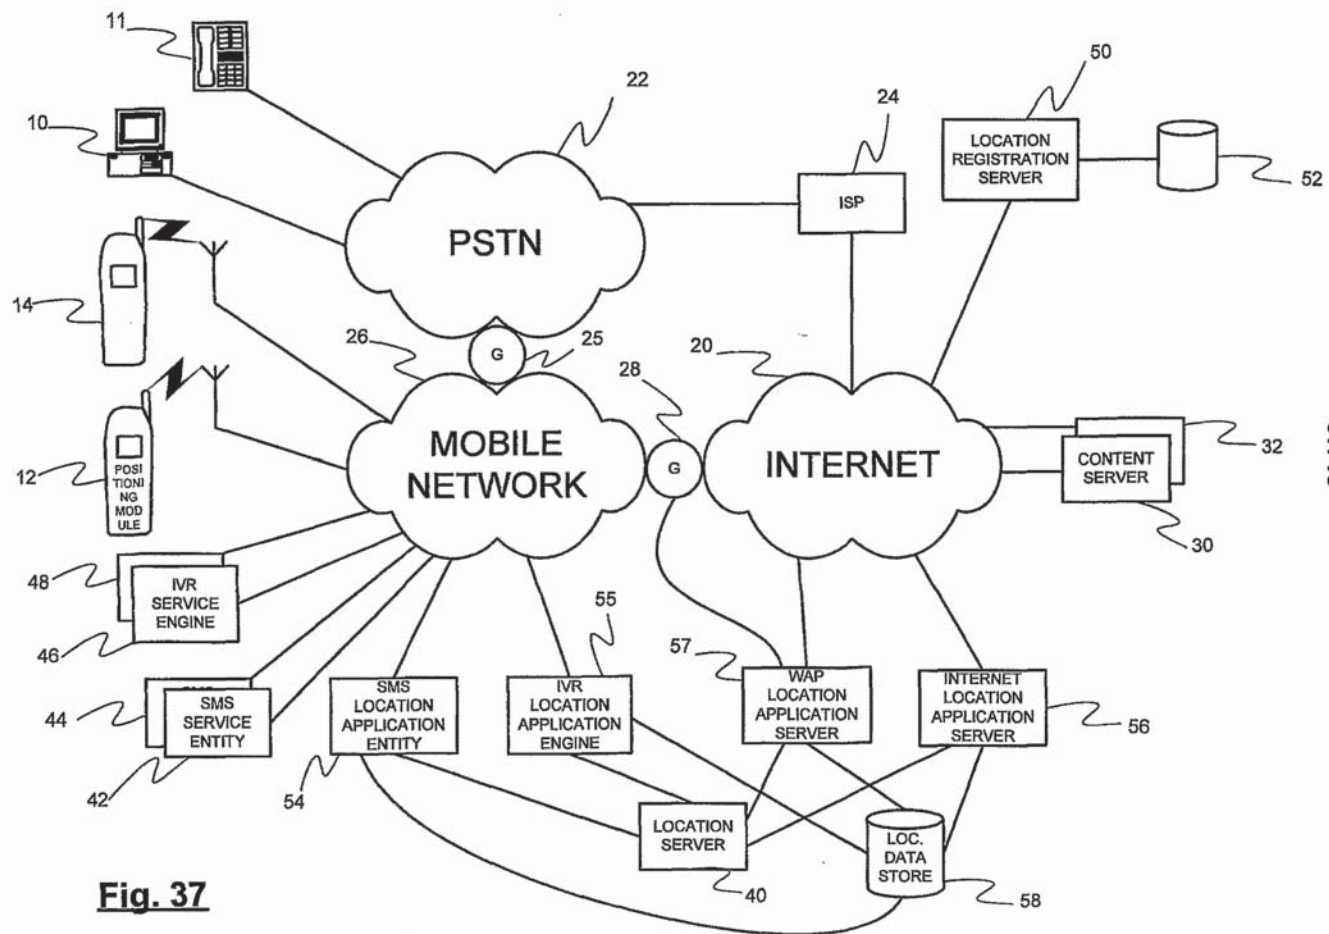 11
22
24
50
10
LOCATION
REGISTRATION
SERVER
52
ISP
PSTN
14
26
G
25
28
20
MOBILE
NETWORK
G
INTERNET
32
CONTENT
SERVER
30
12
POSI
TIONI
NG
MOD
ULE
48
IVR
SERVICE
ENGINE
46
55
57
44
SMS
SERVICE
ENTITY
42
SMS
LOCATION
APPLICATION
ENTITY
54
IVR
LOCATION
APPLICATION
ENGINE
WAP
LOCATION
APPLICATION
SERVER
INTERNET
LOCATION
APPLICATION
SERVER
56
LOCATION
SERVER
40
LOC.
DATA
STORE
58
Fig. 37